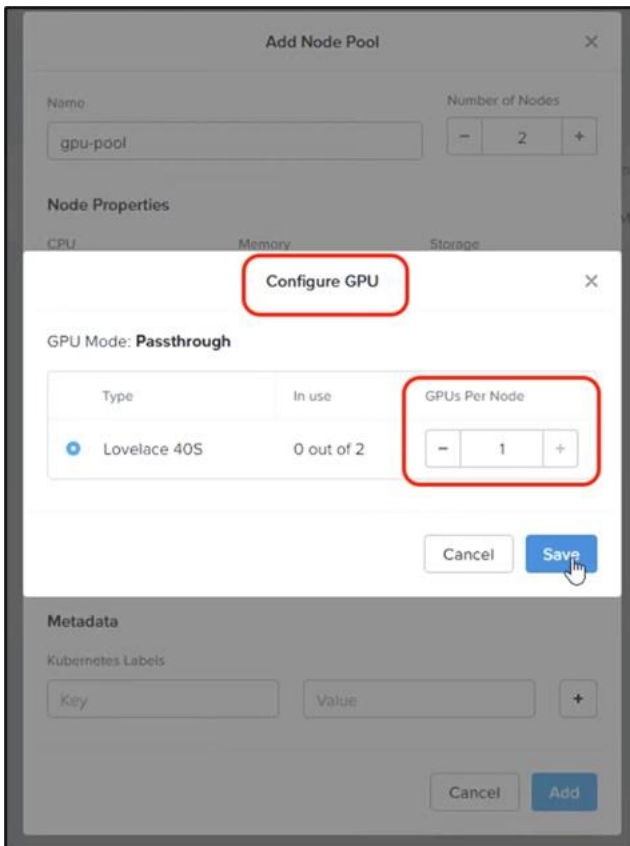 Add Node Pool
Name
Number of Nodes
gpu-pool
2
Node Properties
CPU Memory Storage
Configure GPU
GPU Mode: Passthrough
Type In use GPUs Per Node
Lovelace 40S 0 out of 2 1
Cancel Save
Metadata
Kubernetes Labels
Key Value +
Cancel Add